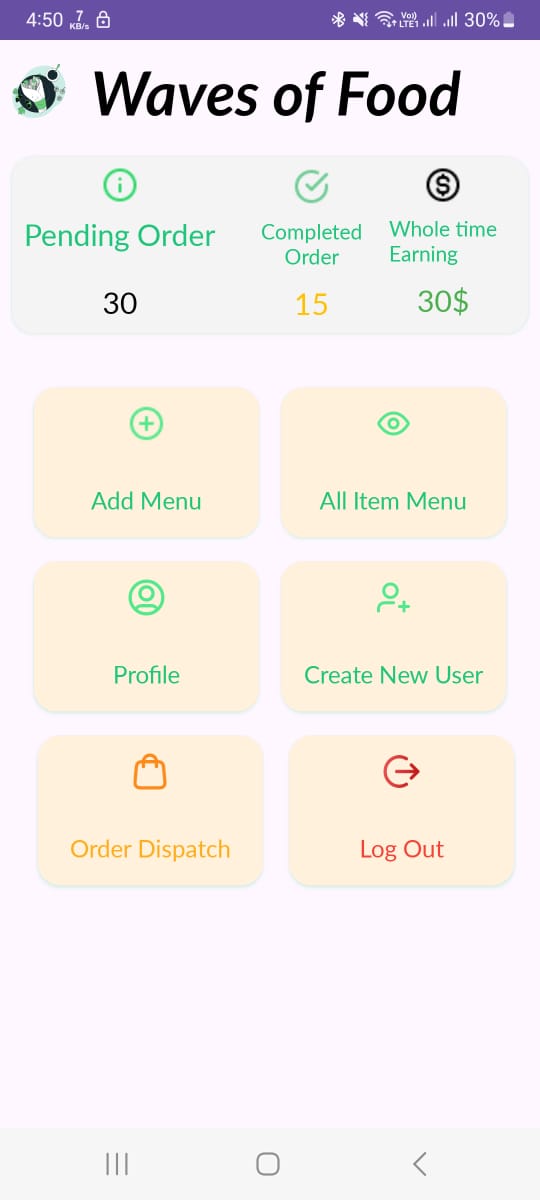 4:50 7 KB/s Vo)) LTE1 30%
Waves of Food
Pending Order
30
Completed
Order
15
Whole time
Earning
30$
Add Menu
All Item Menu
Profile
Create New User
Order Dispatch
Log Out